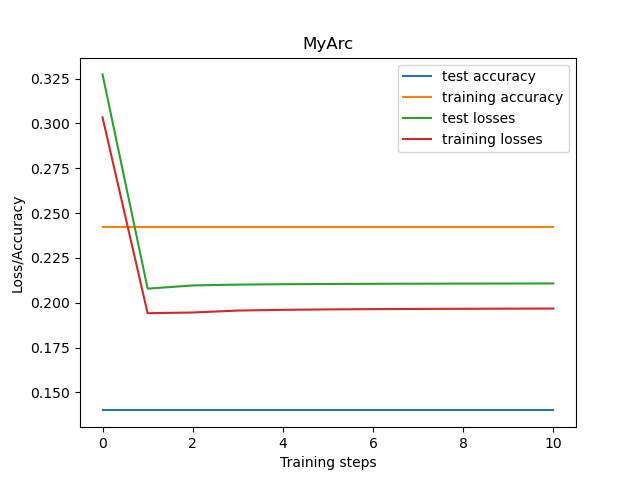 MyArc
test accuracy
training accuracy
test losses
training losses
0.325
0.300
0.275
0.250
0.225
0.200
0.175
0.150
Loss/Accuracy
0 2 4 6 8 10
Training steps